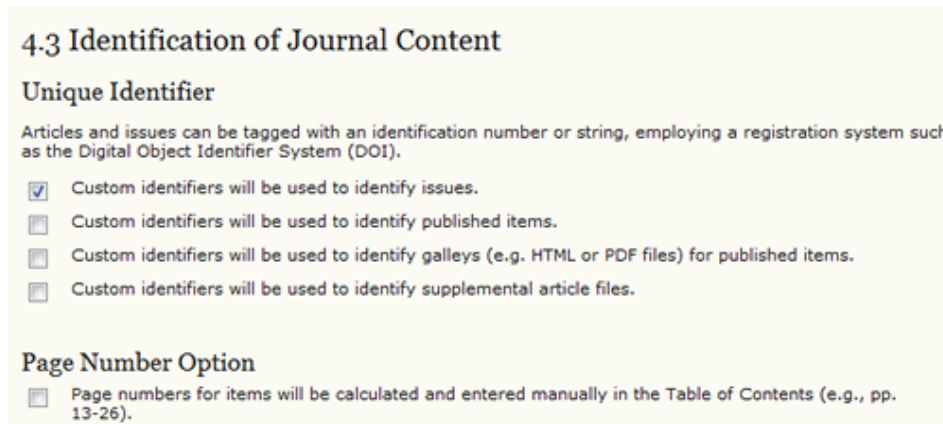 4.3 Identification of Journal Content
Unique Identifier
Articles and issues can be tagged with an identification number or string, employing a registration system such
as the Digital Object Identifier System (DOI).
Custom identifiers will be used to identify issues.
Custom identifiers will be used to identify published items.
Custom identifiers will be used to identify galleys (e.g. HTML or PDF files) for published items.
Custom identifiers will be used to identify supplemental article files.
Page Number Option
Page numbers for items will be calculated and entered manually in the Table of Contents (e.g., pp.
13-26).